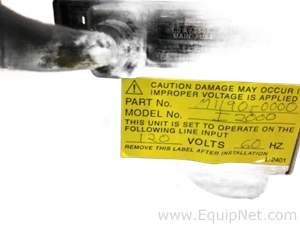 MAIN FUSE
CAUTION DAMAGE MAY OCCUR I
IMPROPER VOLTAGE IS APPLIED
PART No. M1190-0000
MODEL No. I 2000
THIS UNIT IS SET TO OPERATE ON THE
FOLLOWING LINE INPUT
120 VOLTS 60 HZ.
REMOVE THIS LABEL AFTER INSTALLATION
L-2401
www.EquipNet.com